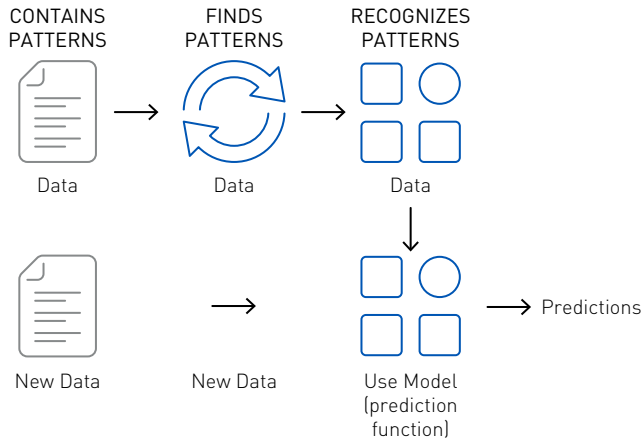 CONTAINS
PATTERNS
FINDS
PATTERNS
RECOGNIZES
PATTERNS
Data
Data
Data
New Data
New Data
Use Model
(prediction
function)
Predictions